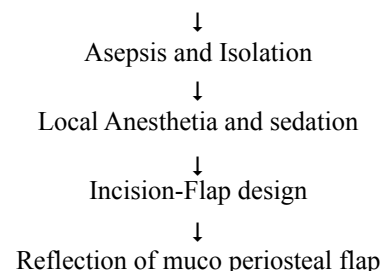 ↓
Asepsis and Isolation
↓
Local Anesthetia and sedation
↓
Incision-Flap design
↓
Reflection of muco periosteal flap